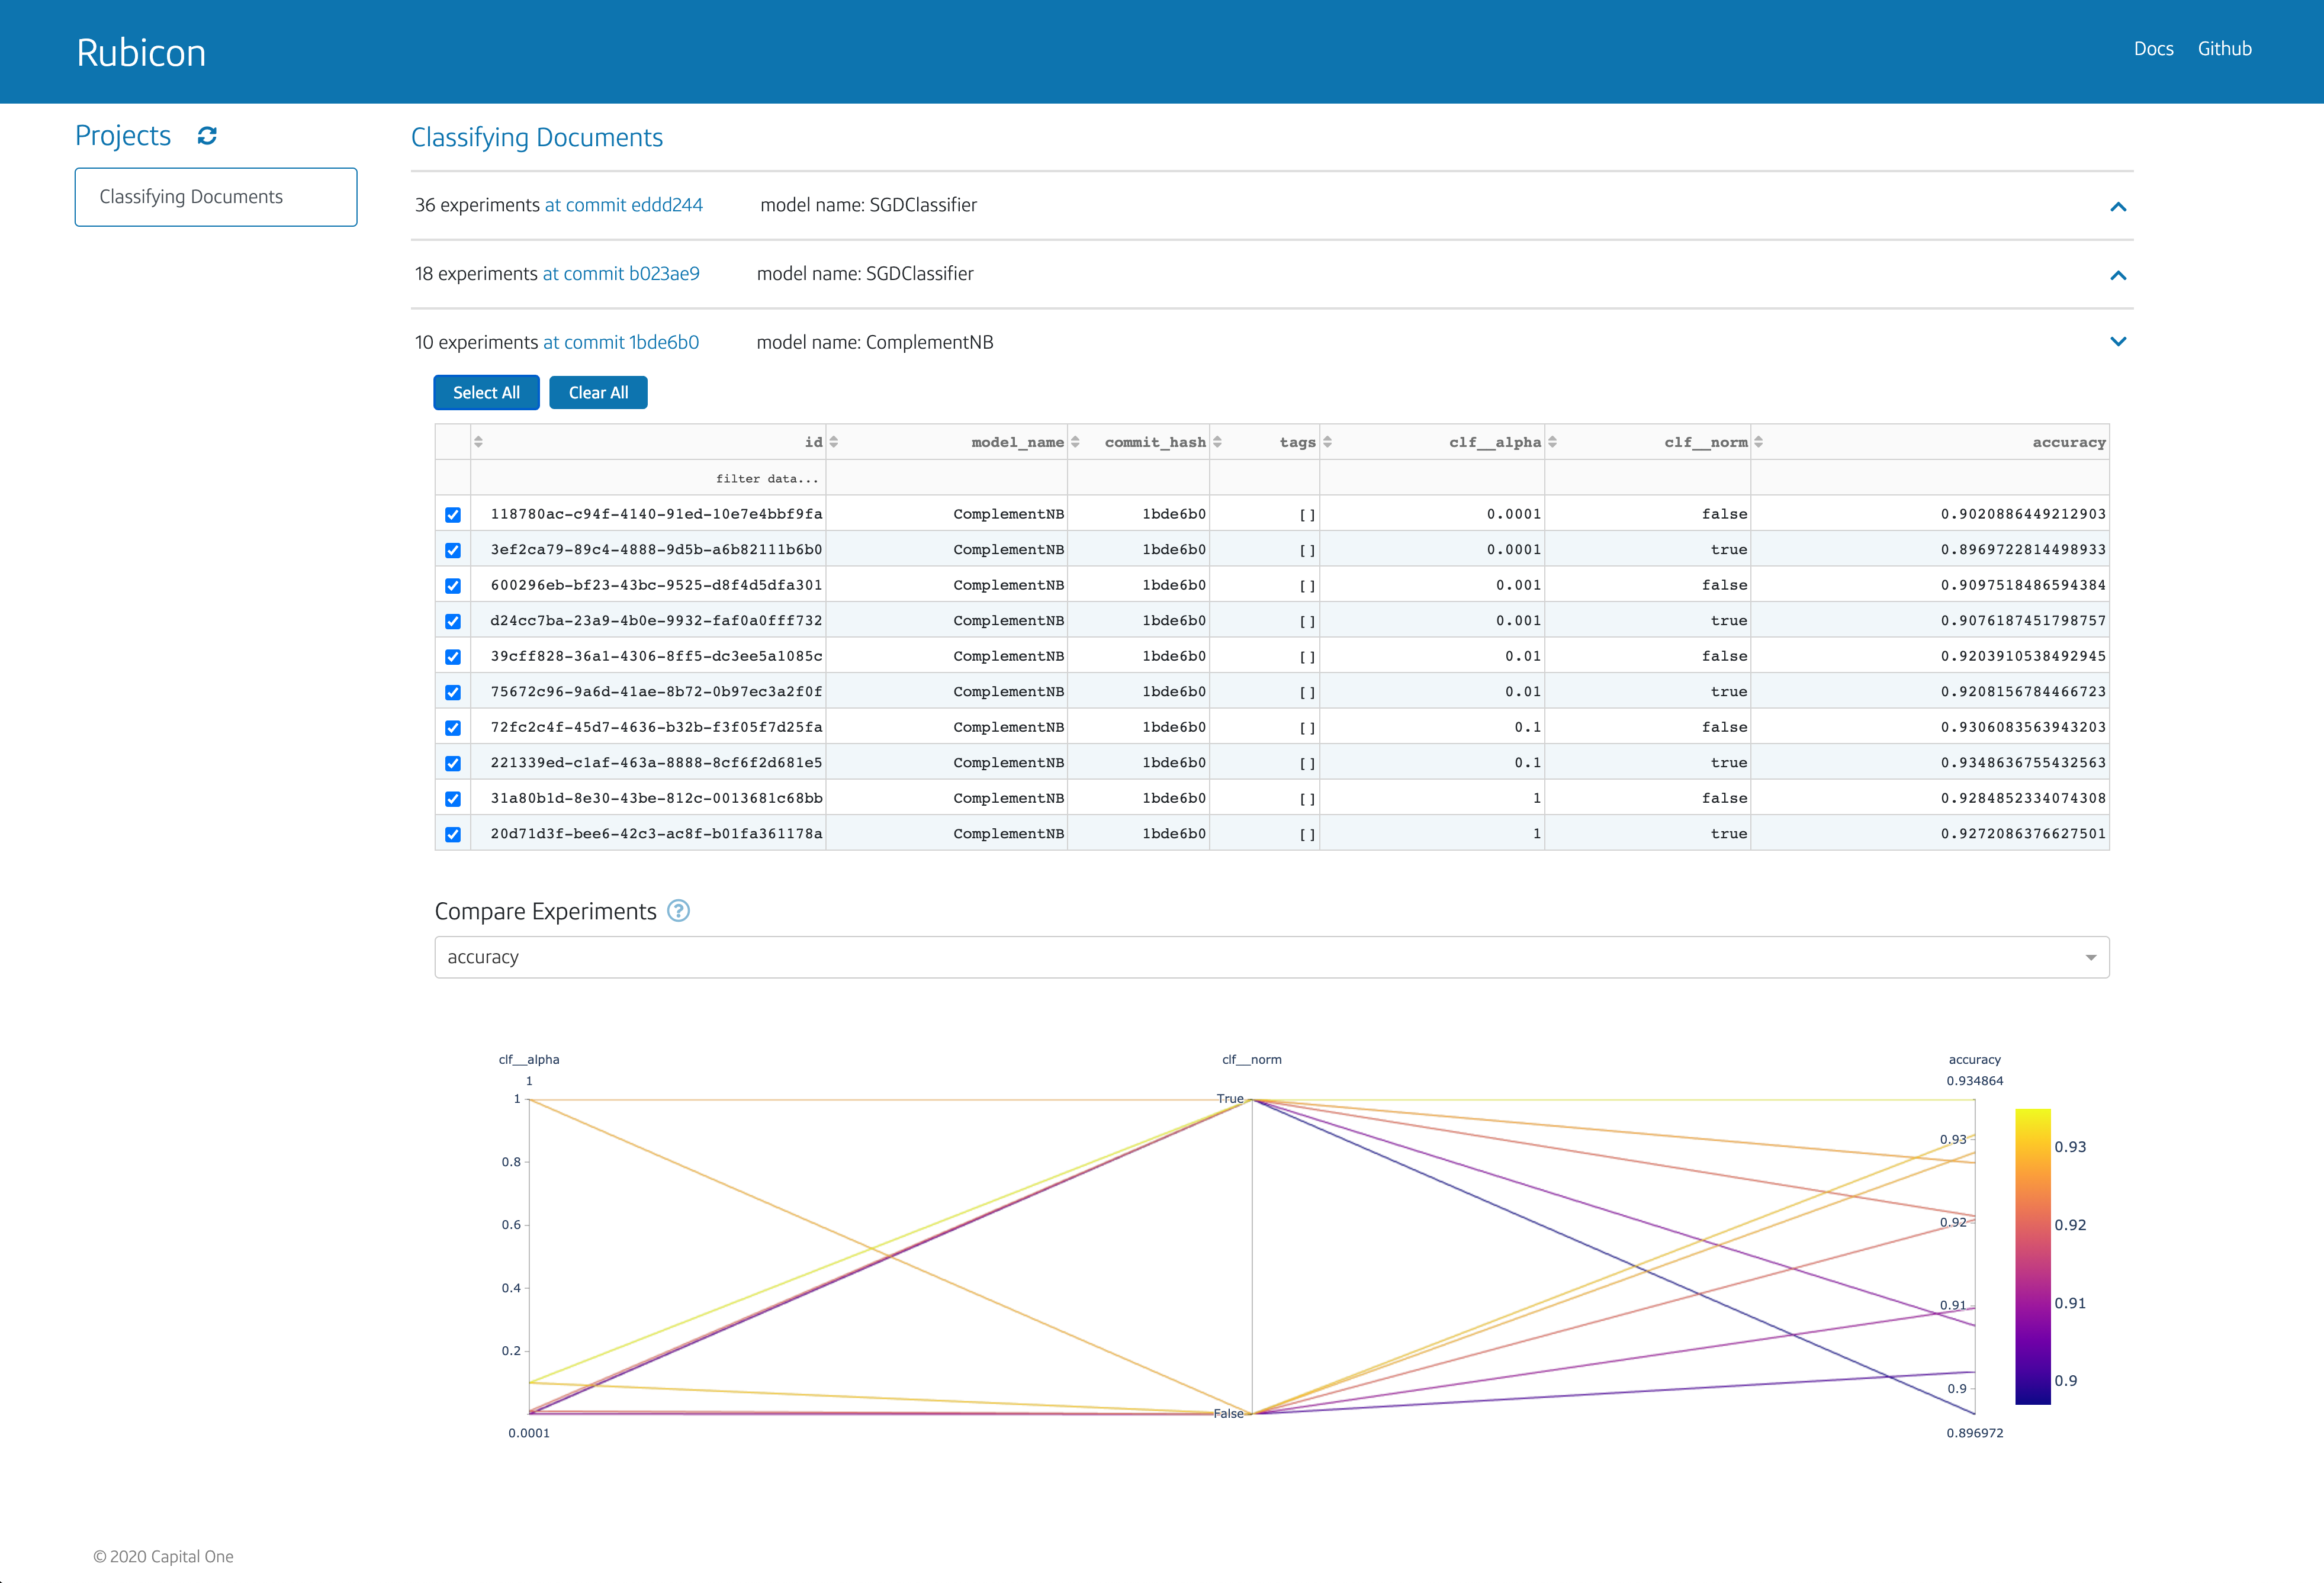 Rubicon
Docs Github
Projects
Classifying Documents
Classifying Documents
36 experiments at commit eddd244 model name: SGDClassifier
18 experiments at commit b023ae9 model name: SGDClassifier
10 experiments at commit 1bde6b0 model name: ComplementNB
Select All Clear All
id model_name commit_hash tags clf__alpha clf__norm accuracy
filter data...
118780ac-c94f-4140-91ed-10e7e4bbf9fa ComplementNB 1bde6b0 [] 0.0001 false 0.9020886449212903
3ef2ca79-89c4-4888-9d5b-a6b82111b6b0 ComplementNB 1bde6b0 [] 0.0001 true 0.8969722814498933
600296eb-bf23-43bc-9525-d8f4d5dfa301 ComplementNB 1bde6b0 [] 0.001 false 0.9097518486594384
d24cc7ba-23a9-4b0e-9932-faf0a0fff732 ComplementNB 1bde6b0 [] 0.001 true 0.9076187451798757
39cff828-36a1-4306-8ff5-dc3ee5a1085c ComplementNB 1bde6b0 [] 0.01 false 0.9203910538492945
75672c96-9a6d-41ae-8b72-0b97ec3a2f0f ComplementNB 1bde6b0 [] 0.01 true 0.9208156784466723
72fc2c4f-45d7-4636-b32b-f3f05f7d25fa ComplementNB 1bde6b0 [] 0.1 false 0.9306083563943203
221339ed-c1af-463a-8888-8cf6f2d681e5 ComplementNB 1bde6b0 [] 0.1 true 0.9348636755432563
31a80b1d-8e30-43be-812c-0013681c68bb ComplementNB 1bde6b0 [] 1 false 0.9284852334074308
20d71d3f-bee6-42c3-ac8f-b01fa361178a ComplementNB 1bde6b0 [] 1 true 0.9272086376627501
Compare Experiments ?
accuracy
clf__alpha clf__norm accuracy
1 0.934864
1 True
0.93 0.93
0.8
0.6 0.92 0.92
0.4 0.91 0.91
0.2
0.9 0.9
False
0.0001 0.896972
© 2020 Capital One